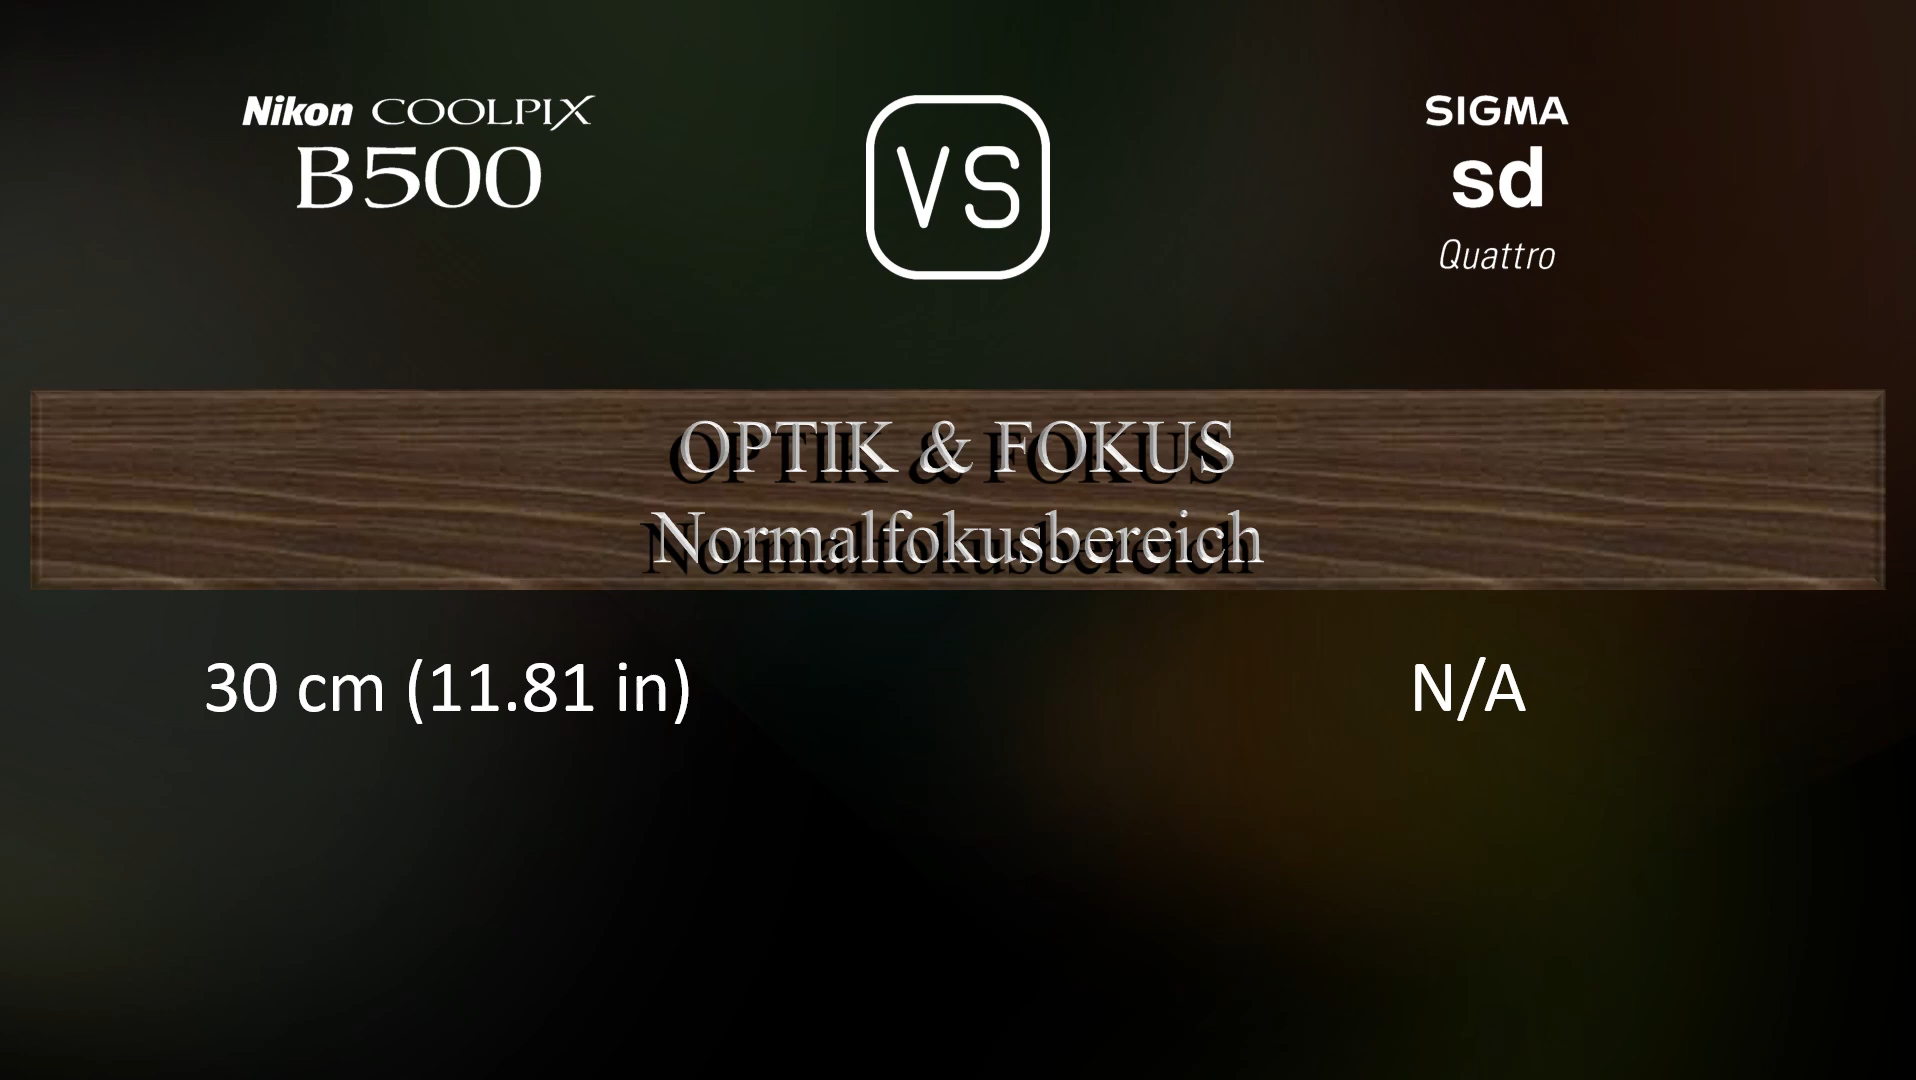 Nikon COOLPIX
B500
VS
SIGMA
sd
Quattro
OPTIK & FOKUS
Normalfokusbereich
30 cm (11.81 in)
N/A